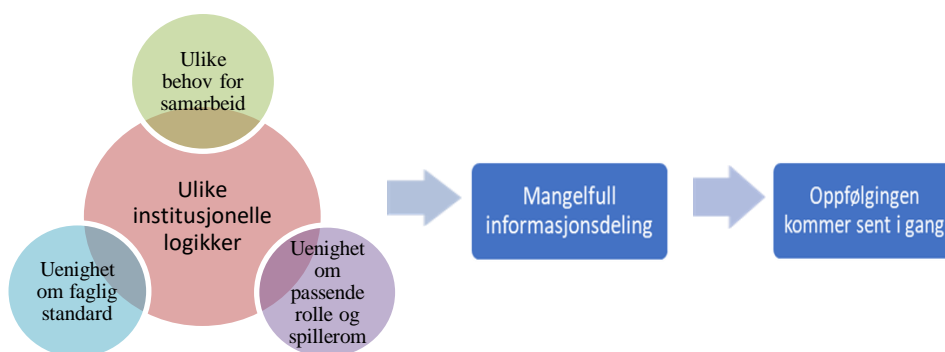 Ulike
behov for
samarbeid
Ulike
institusjonelle
logikker
Uenighet
om faglig
standard
Uenighet
om
passende
rolle og
spillerom
Mangelfull
informasjonsdeling
Oppfølgingen
kommer sent i gang